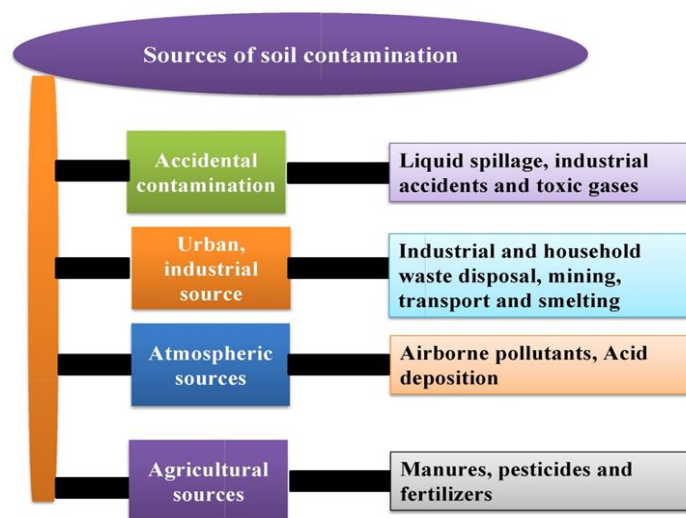 Sources of soil contamination
Accidental
contamination
Liquid spillage, industrial
accidents and toxic gases
Urban,
industrial
source
Industrial and household
waste disposal, mining,
transport and smelting
Atmospheric
sources
Airborne pollutants, Acid
deposition
Agricultural
sources
Manures, pesticides and
fertilizers